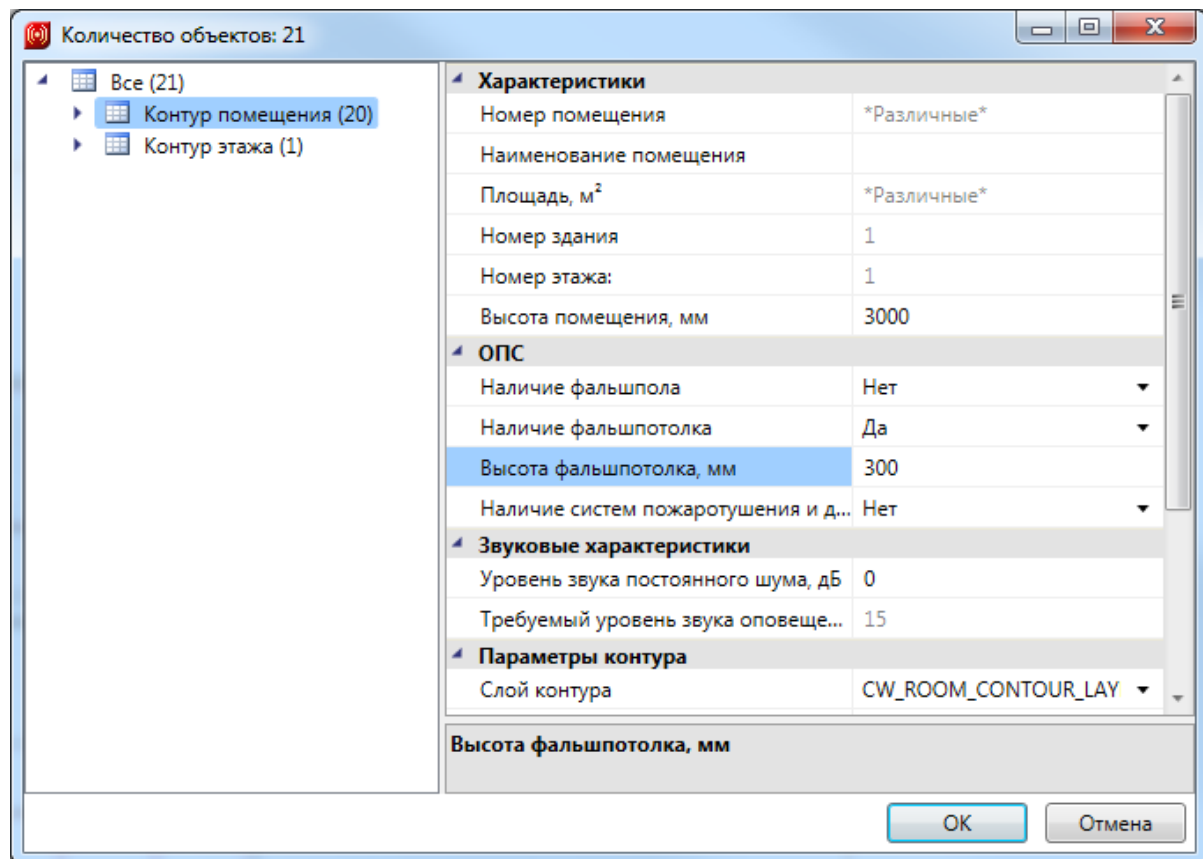 Количество объектов: 21
Все (21)
Контур помещения (20)
Контур этажа (1)
Характеристики
Номер помещения *Различные*
Наименование помещения
Площадь, м² *Различные*
Номер здания 1
Номер этажа: 1
Высота помещения, мм 3000
ОПС
Наличие фальшпола Нет
Наличие фальшпотолка Да
Высота фальшпотолка, мм 300
Наличие систем пожаротушения и д... Нет
Звуковые характеристики
Уровень звука постоянного шума, дБ 0
Требуемый уровень звука оповеще... 15
Параметры контура
Слой контура CW_ROOM_CONTOUR_LAY
Высота фальшпотолка, мм
ОК Отмена